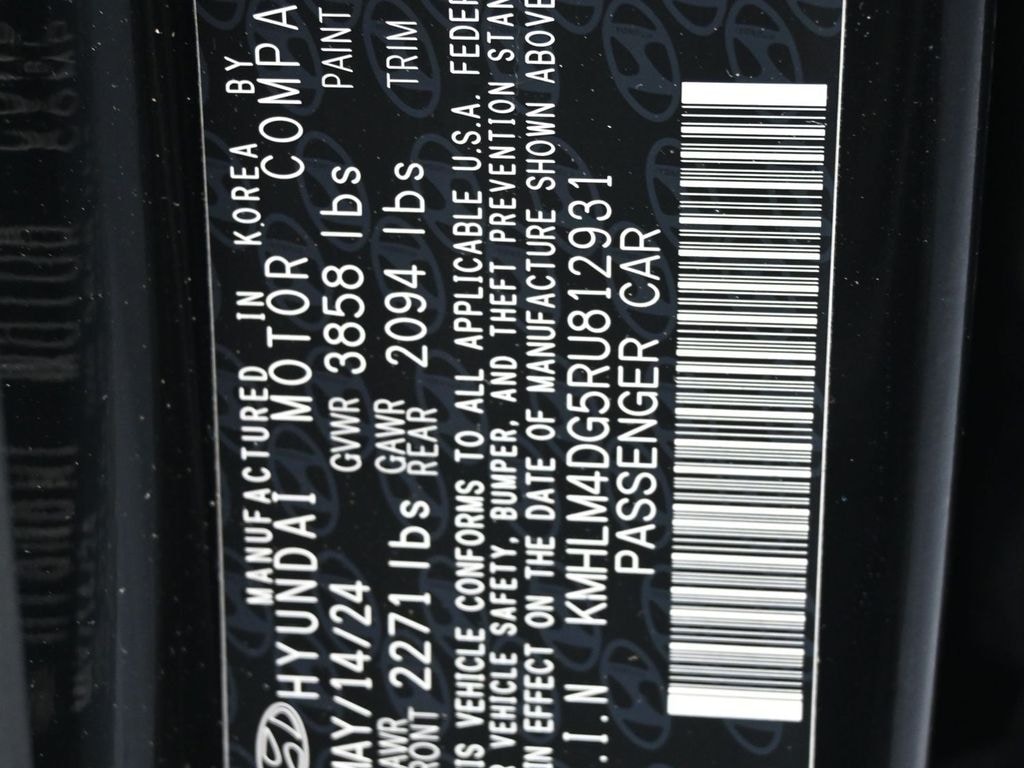 MANUFACTURED IN KOREA BY
HYUNDAI MOTOR COMPA
MAY/14/24 GVWR 3858 lbs PAINT
AWR GAWR
RONT 2271 lbs REAR 2094 lbs TRIM
IS VEHICLE CONFORMS TO ALL APPLICABLE U.S.A. FEDER
VEHICLE SAFETY, BUMPER, AND THEFT PREVENTION STAN
IN EFFECT ON THE DATE OF MANUFACTURE SHOWN ABOVE
.I.N KMHLM4DG5RU812931
PASSENGER CAR